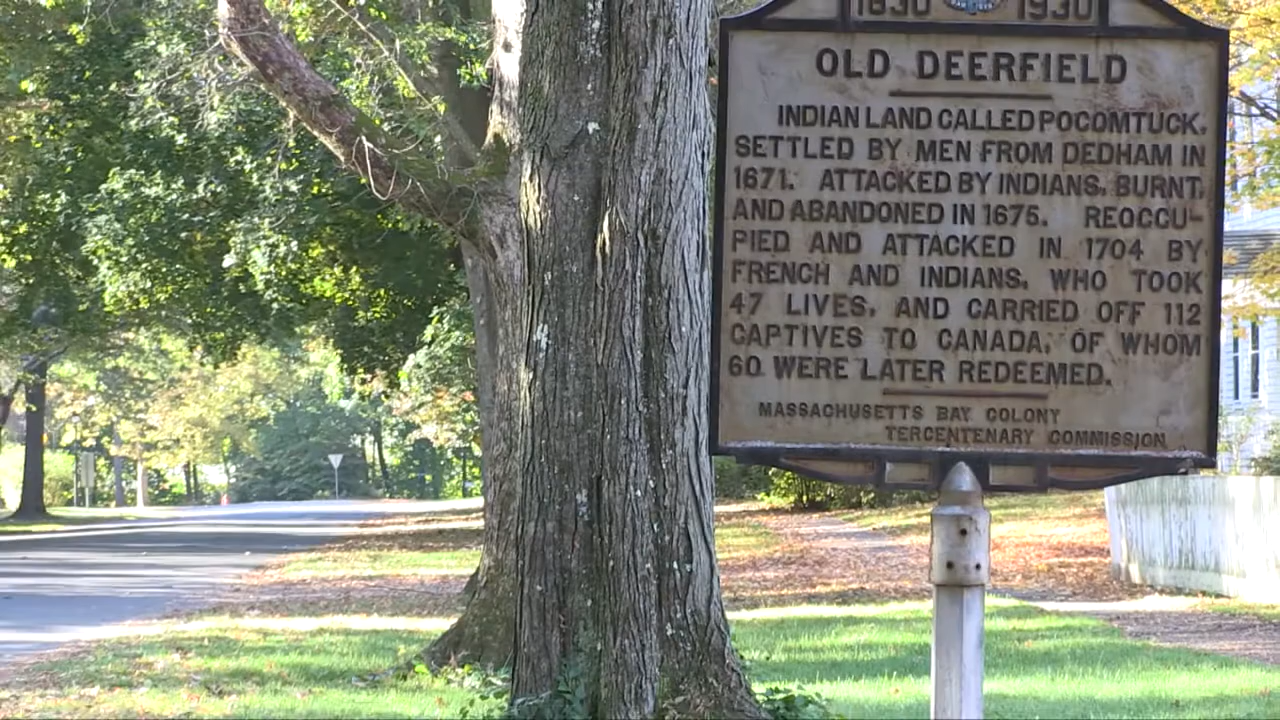 1630 1930
OLD DEERFIELD
INDIAN LAND CALLED POCOMTUCK.
SETTLED BY MEN FROM DEDHAM IN
1671. ATTACKED BY INDIANS, BURNT,
AND ABANDONED IN 1675. REOCCU-
PIED AND ATTACKED IN 1704 BY
FRENCH AND INDIANS, WHO TOOK
47 LIVES, AND CARRIED OFF 112
CAPTIVES TO CANADA, OF WHOM
60 WERE LATER REDEEMED.
MASSACHUSETTS BAY COLONY
TERCENTENARY COMMISSION